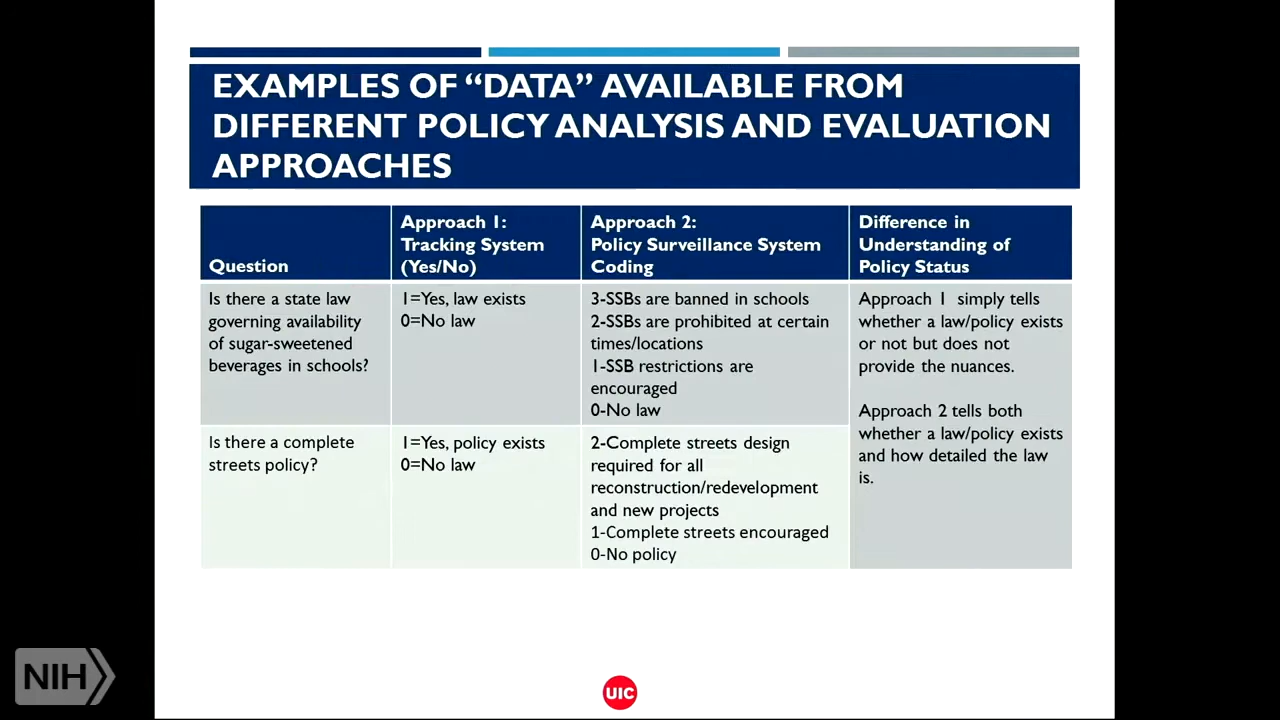 EXAMPLES OF “DATA” AVAILABLE FROM
DIFFERENT POLICY ANALYSIS AND EVALUATION
APPROACHES
Question
Approach 1:
Tracking System
(Yes/No)
Approach 2:
Policy Surveillance System
Coding
Difference in
Understanding of
Policy Status
Is there a state law
governing availability
of sugar-sweetened
beverages in schools?
1=Yes, law exists
0=No law
3-SSBs are banned in schools
2-SSBs are prohibited at certain
times/locations
1-SSB restrictions are
encouraged
0-No law
Approach 1 simply tells
whether a law/policy exists
or not but does not
provide the nuances.
Approach 2 tells both
whether a law/policy exists
and how detailed the law
is.
Is there a complete
streets policy?
1=Yes, policy exists
0=No law
2-Complete streets design
required for all
reconstruction/redevelopment
and new projects
1-Complete streets encouraged
0-No policy
NIH
UIC